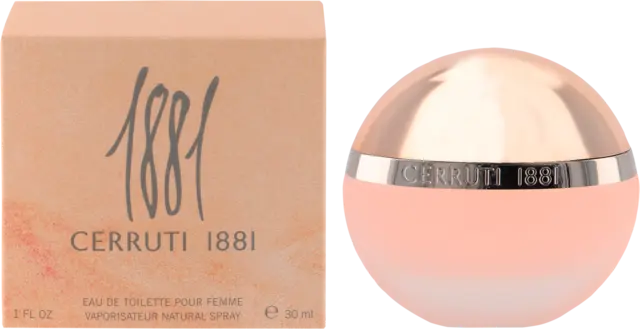 1881
CERRUTI 1881
EAU DE TOILETTE POUR FEMME
1 FL OZ VAPORISATEUR NATURAL SPRAY ℮ 30 ml
CERRUTI 1881